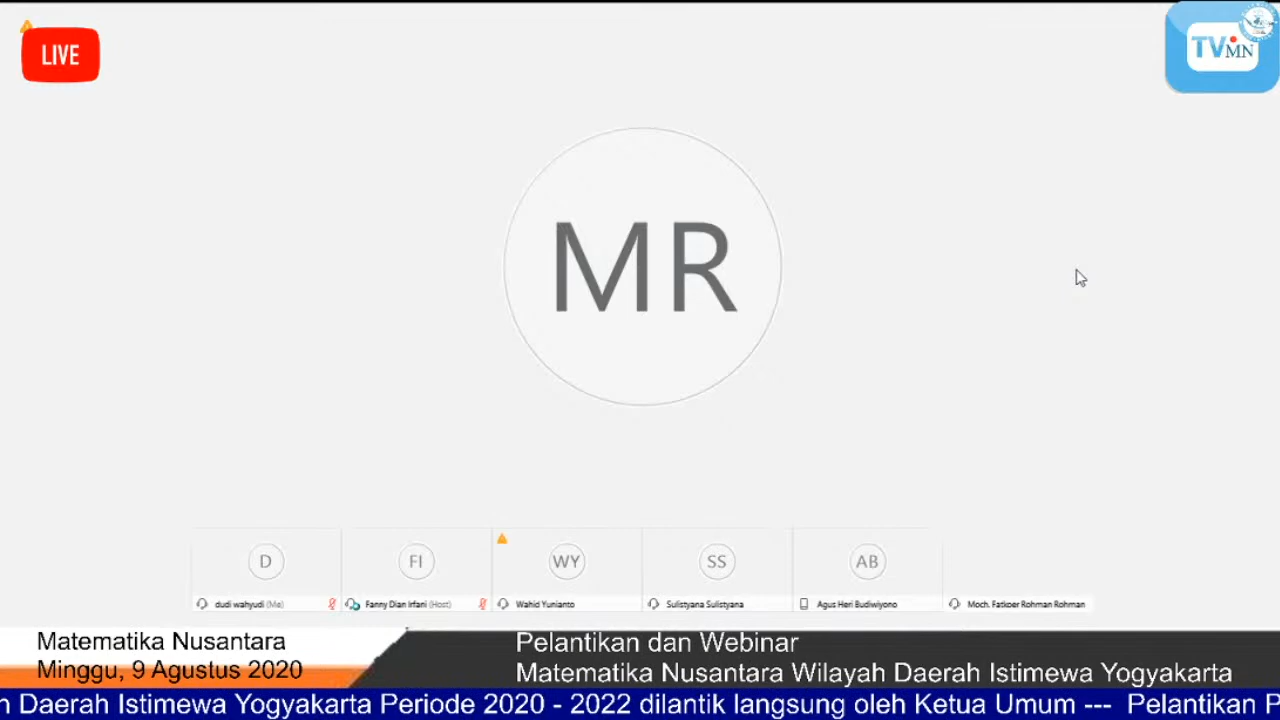 LIVE
TVMN
MR
D
FI
WY
SS
AB
dudi wahyudi (Me)
Fanny Dian Irfani (Host)
Wahid Yunianto
Sulistyana Sulistyana
Agus Heri Budiwiyono
Moch. Fatkoer Rohman Rohman
Matematika Nusantara
Minggu, 9 Agustus 2020
Pelantikan dan Webinar
Matematika Nusantara Wilayah Daerah Istimewa Yogyakarta
Daerah Istimewa Yogyakarta Periode 2020 - 2022 dilantik langsung oleh Ketua Umum --- Pelantikan